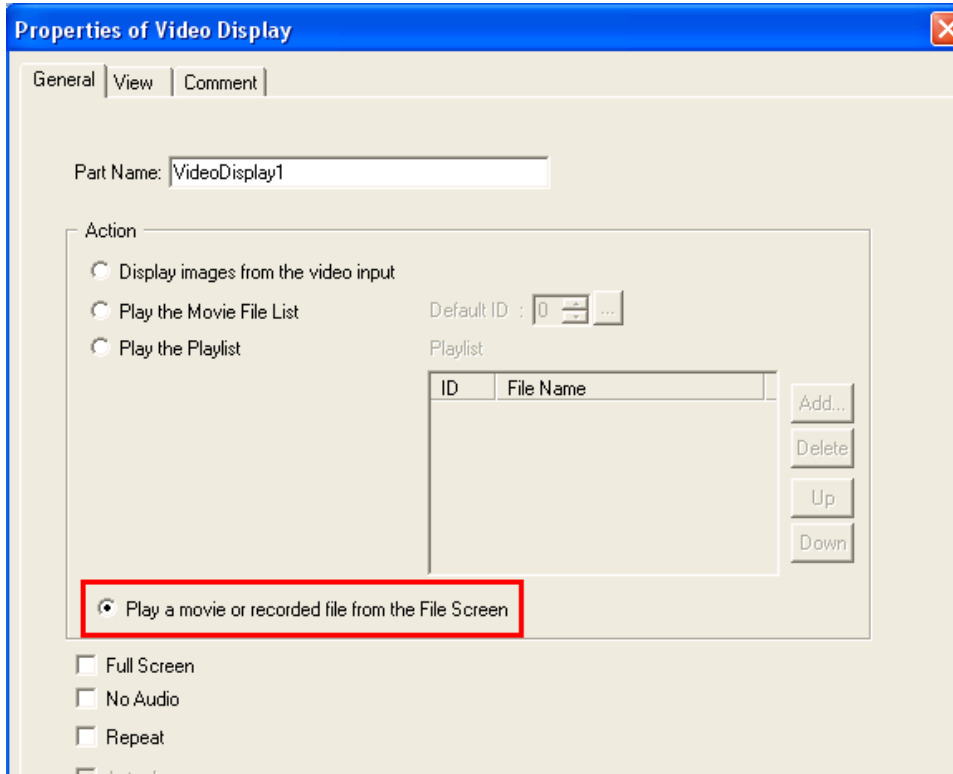 Properties of Video Display
General View Comment
Part Name: VideoDisplay1
Action
Display images from the video input
Play the Movie File List Default ID : 0 ...
Play the Playlist Playlist
ID File Name
Add...
Delete
Up
Down
Play a movie or recorded file from the File Screen
Full Screen
No Audio
Repeat